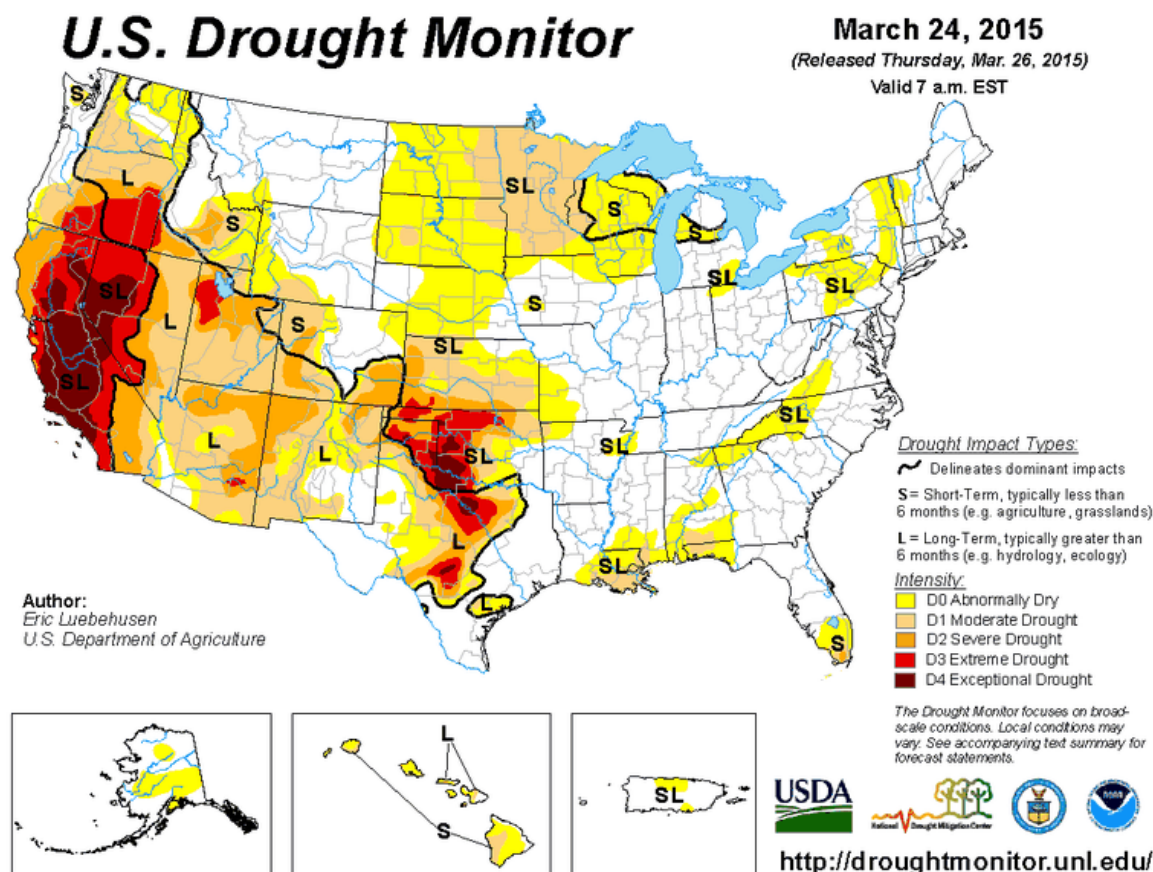 U.S. Drought Monitor
March 24, 2015
(Released Thursday, Mar. 26, 2015)
Valid 7 a.m. EST
S
L
SL
S
S
S
SL
S
SL
SL
L
S
SL
SL
SL
L
L
SL
SL
L
SL
L
S
Drought Impact Types:
Delineates dominant impacts
S = Short-Term, typically less than
6 months (e.g. agriculture, grasslands)
L = Long-Term, typically greater than
6 months (e.g. hydrology, ecology)
Intensity:
D0 Abnormally Dry
D1 Moderate Drought
D2 Severe Drought
D3 Extreme Drought
D4 Exceptional Drought
Author:
Eric Luebehusen
U.S. Department of Agriculture
The Drought Monitor focuses on broad-
scale conditions. Local conditions may
vary. See accompanying text summary for
forecast statements.
L
S
SL
USDA
National Drought Mitigation Center
http://droughtmonitor.unl.edu/